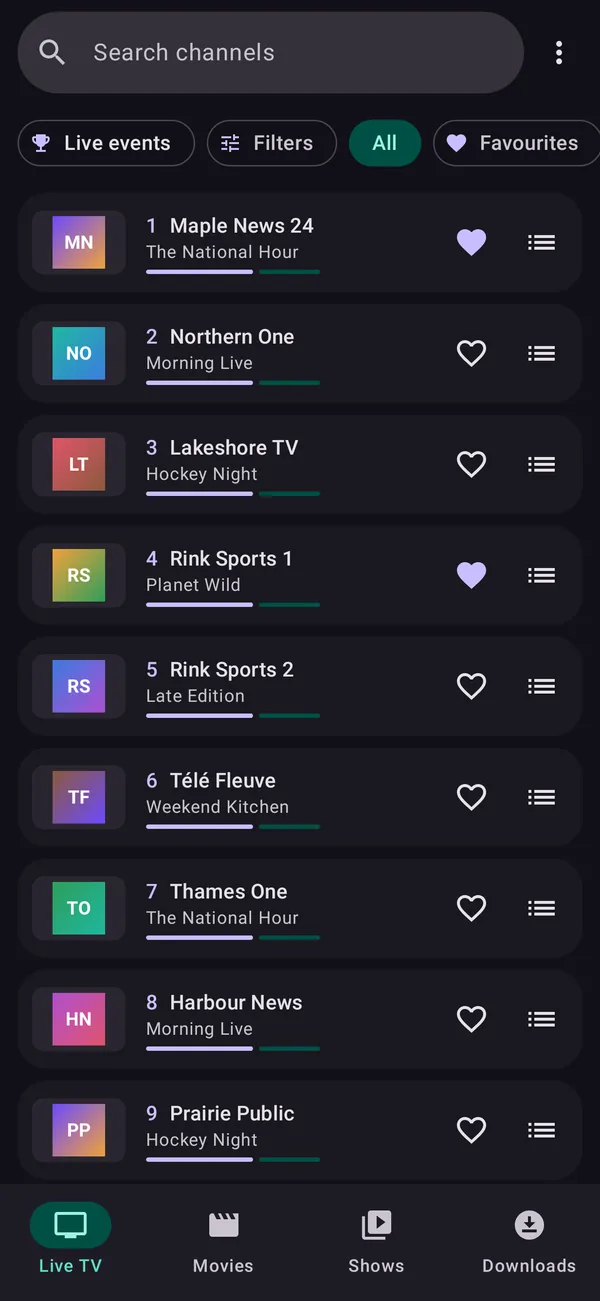 Search channels
Live events
Filters
All
Favourites
MN
1 Maple News 24
The National Hour
NO
2 Northern One
Morning Live
LT
3 Lakeshore TV
Hockey Night
RS
4 Rink Sports 1
Planet Wild
RS
5 Rink Sports 2
Late Edition
TF
6 Télé Fleuve
Weekend Kitchen
TO
7 Thames One
The National Hour
HN
8 Harbour News
Morning Live
PP
9 Prairie Public
Hockey Night
Live TV
Movies
Shows
Downloads